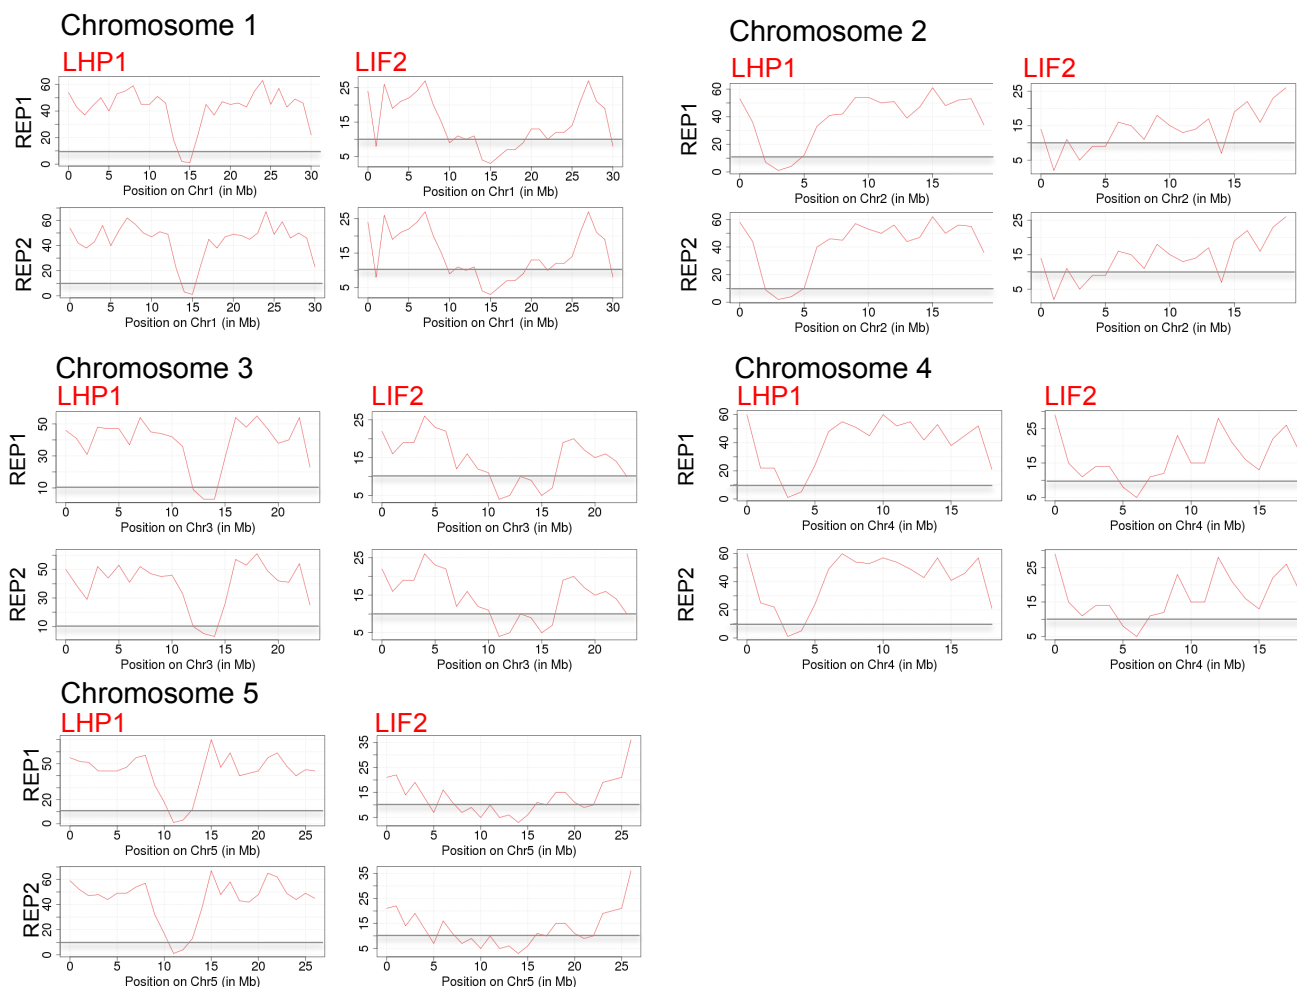 Chromosome 1
LHP1
LIF2
REP1
0 20 40 60
5 15 25
0 5 10 15 20 25 30
0 5 10 15 20 25 30
Position on Chr1 (in Mb)
Position on Chr1 (in Mb)
REP2
0 20 40 60
5 15 25
0 5 10 15 20 25 30
0 5 10 15 20 25 30
Position on Chr1 (in Mb)
Position on Chr1 (in Mb)
Chromosome 2
LHP1
LIF2
REP1
0 20 40 60
5 15 25
0 5 10 15
0 5 10 15
Position on Chr2 (in Mb)
Position on Chr2 (in Mb)
REP2
0 20 40 60
5 15 25
0 5 10 15
0 5 10 15
Position on Chr2 (in Mb)
Position on Chr2 (in Mb)
Chromosome 3
LHP1
LIF2
REP1
10 30 50
5 15 25
0 5 10 15 20
0 5 10 15 20
Position on Chr3 (in Mb)
Position on Chr3 (in Mb)
REP2
10 30 50
5 15 25
0 5 10 15 20
0 5 10 15 20
Position on Chr3 (in Mb)
Position on Chr3 (in Mb)
Chromosome 4
LHP1
LIF2
REP1
0 20 40 60
5 15 25
0 5 10 15
0 5 10 15
Position on Chr4 (in Mb)
Position on Chr4 (in Mb)
REP2
0 20 40 60
5 15 25
0 5 10 15
0 5 10 15
Position on Chr4 (in Mb)
Position on Chr4 (in Mb)
Chromosome 5
LHP1
LIF2
REP1
0 20 50
5 15 25 35
0 5 10 15 20 25
0 5 10 15 20 25
Position on Chr5 (in Mb)
Position on Chr5 (in Mb)
REP2
0 20 40 60
5 15 25 35
0 5 10 15 20 25
0 5 10 15 20 25
Position on Chr5 (in Mb)
Position on Chr5 (in Mb)